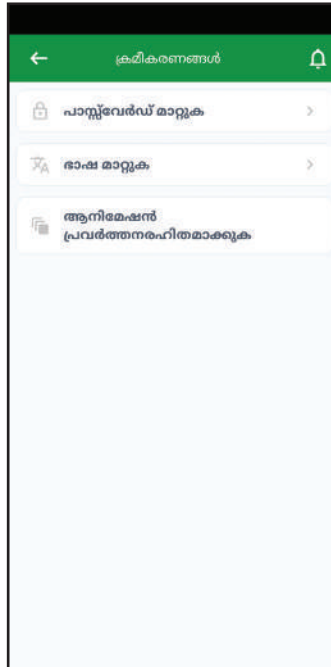 ക്രമീകരണങ്ങൾ
പാസ്സ്‌വേർഡ് മാറ്റുക
ഭാഷ മാറ്റുക
ആനിമേഷൻ
പ്രവർത്തനരഹിതമാക്കുക